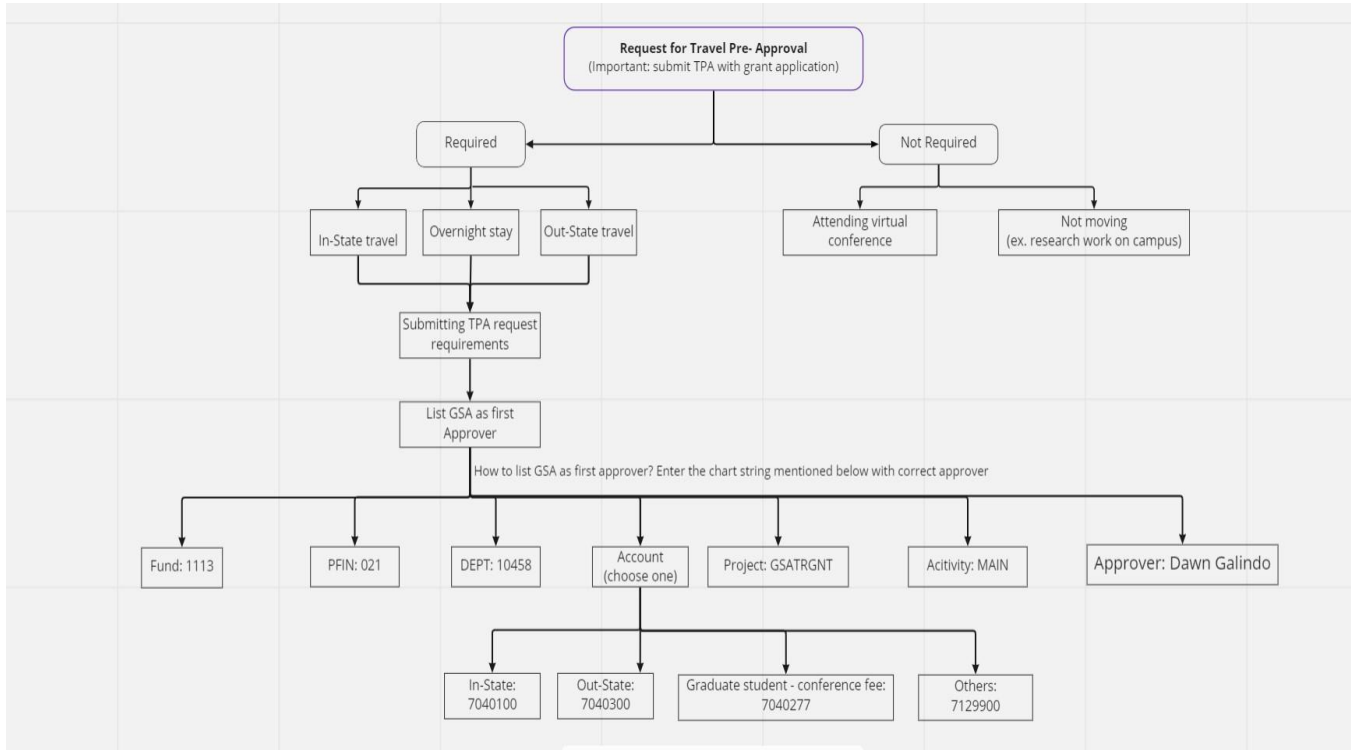 Request for Travel Pre- Approval
(Important: submit TPA with grant application)
Required
Not Required
In-State travel
Overnight stay
Out-State travel
Attending virtual
conference
Not moving
(ex. research work on campus)
Submitting TPA request
requirements
List GSA as first
Approver
How to list GSA as first approver? Enter the chart string mentioned below with correct approver
Fund: 1113
PFIN: 021
DEPT: 10458
Account
(choose one)
Project: GSATRGNT
Acitivity: MAIN
Approver: Dawn Galindo
In-State:
7040100
Out-State:
7040300
Graduate student - conference fee:
7040277
Others:
7129900